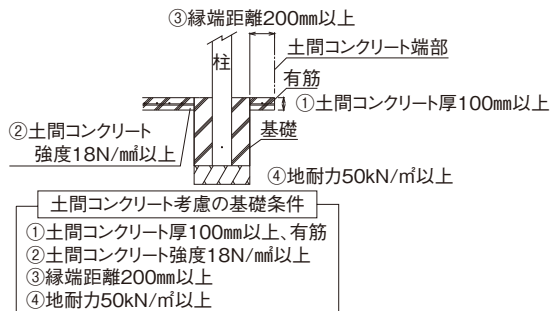 ③縁端距離200㎜以上
土間コンクリート端部
柱
有筋
①土間コンクリート厚100㎜以上
②土間コンクリート
強度18N/㎟以上
基礎
④地耐力50kN/㎡以上
土間コンクリート考慮の基礎条件
①土間コンクリート厚100㎜以上、有筋
②土間コンクリート強度18N/㎟以上
③縁端距離200㎜以上
④地耐力50kN/㎡以上